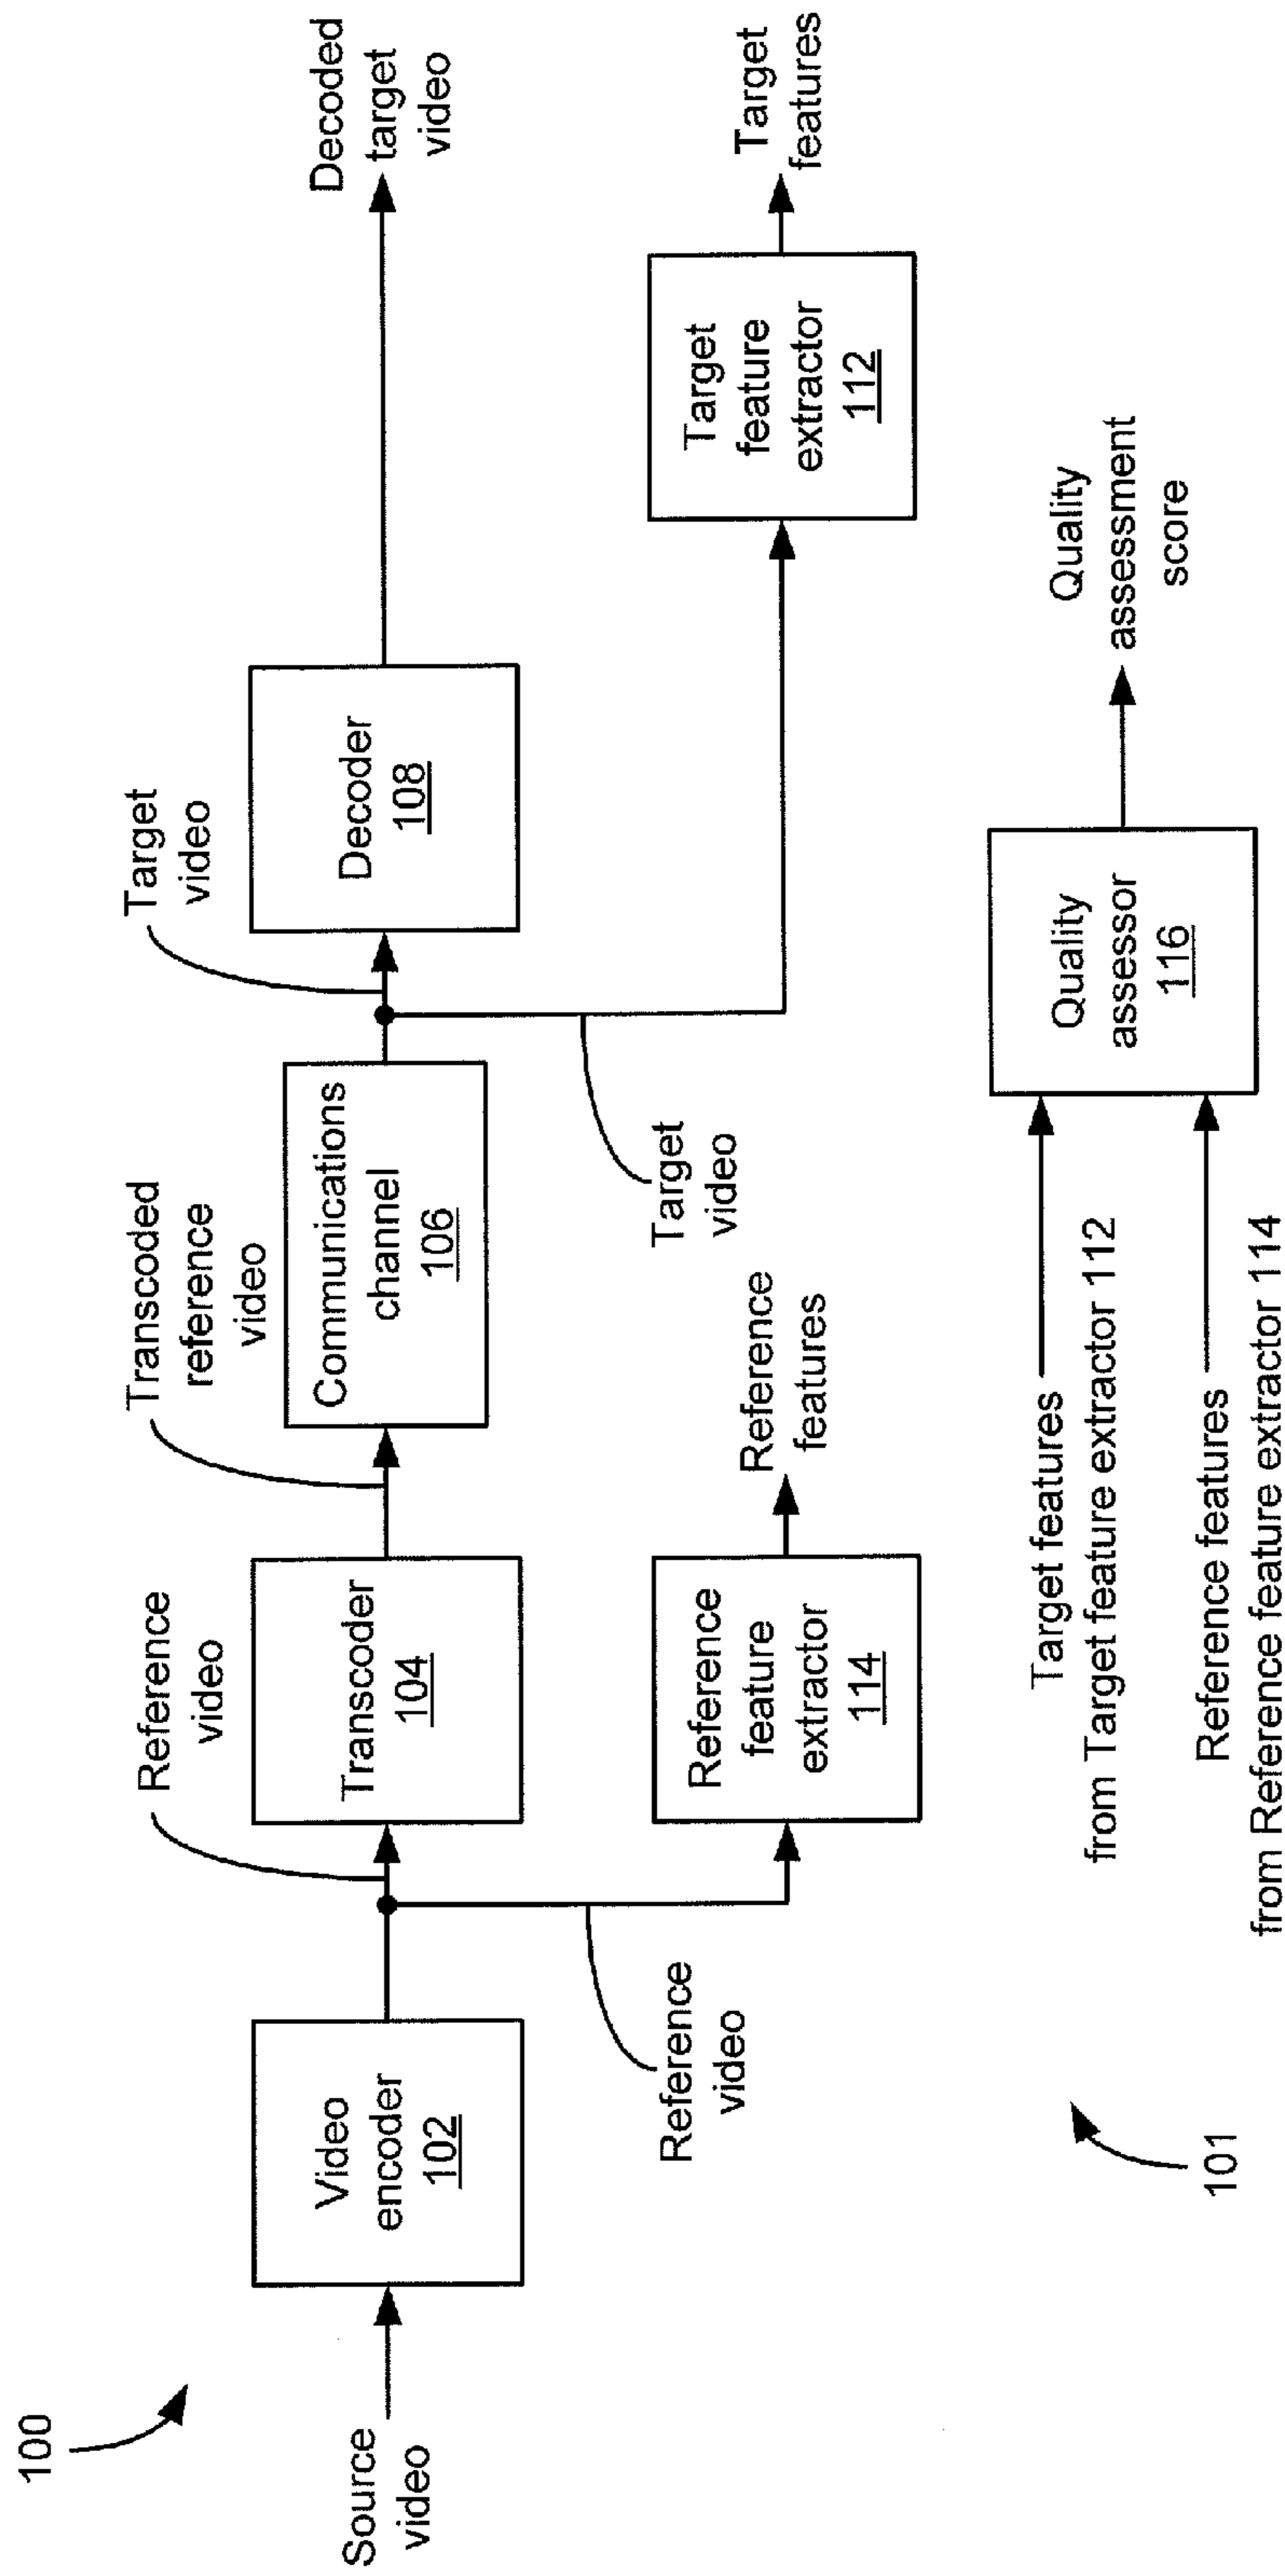 100
Source
video
Video
encoder
102
Reference
video
Reference
video
Transcoder
104
Reference
feature
extractor
114
Reference
features
Transcoded
reference
video
Communications
channel
106
Target
video
Target
video
Decoder
108
Decoded
target
video
Target
feature
extractor
112
Target
features
101
Target features
from Target feature extractor 112
Reference features
from Reference feature extractor 114
Quality
assessor
116
Quality
assessment
score